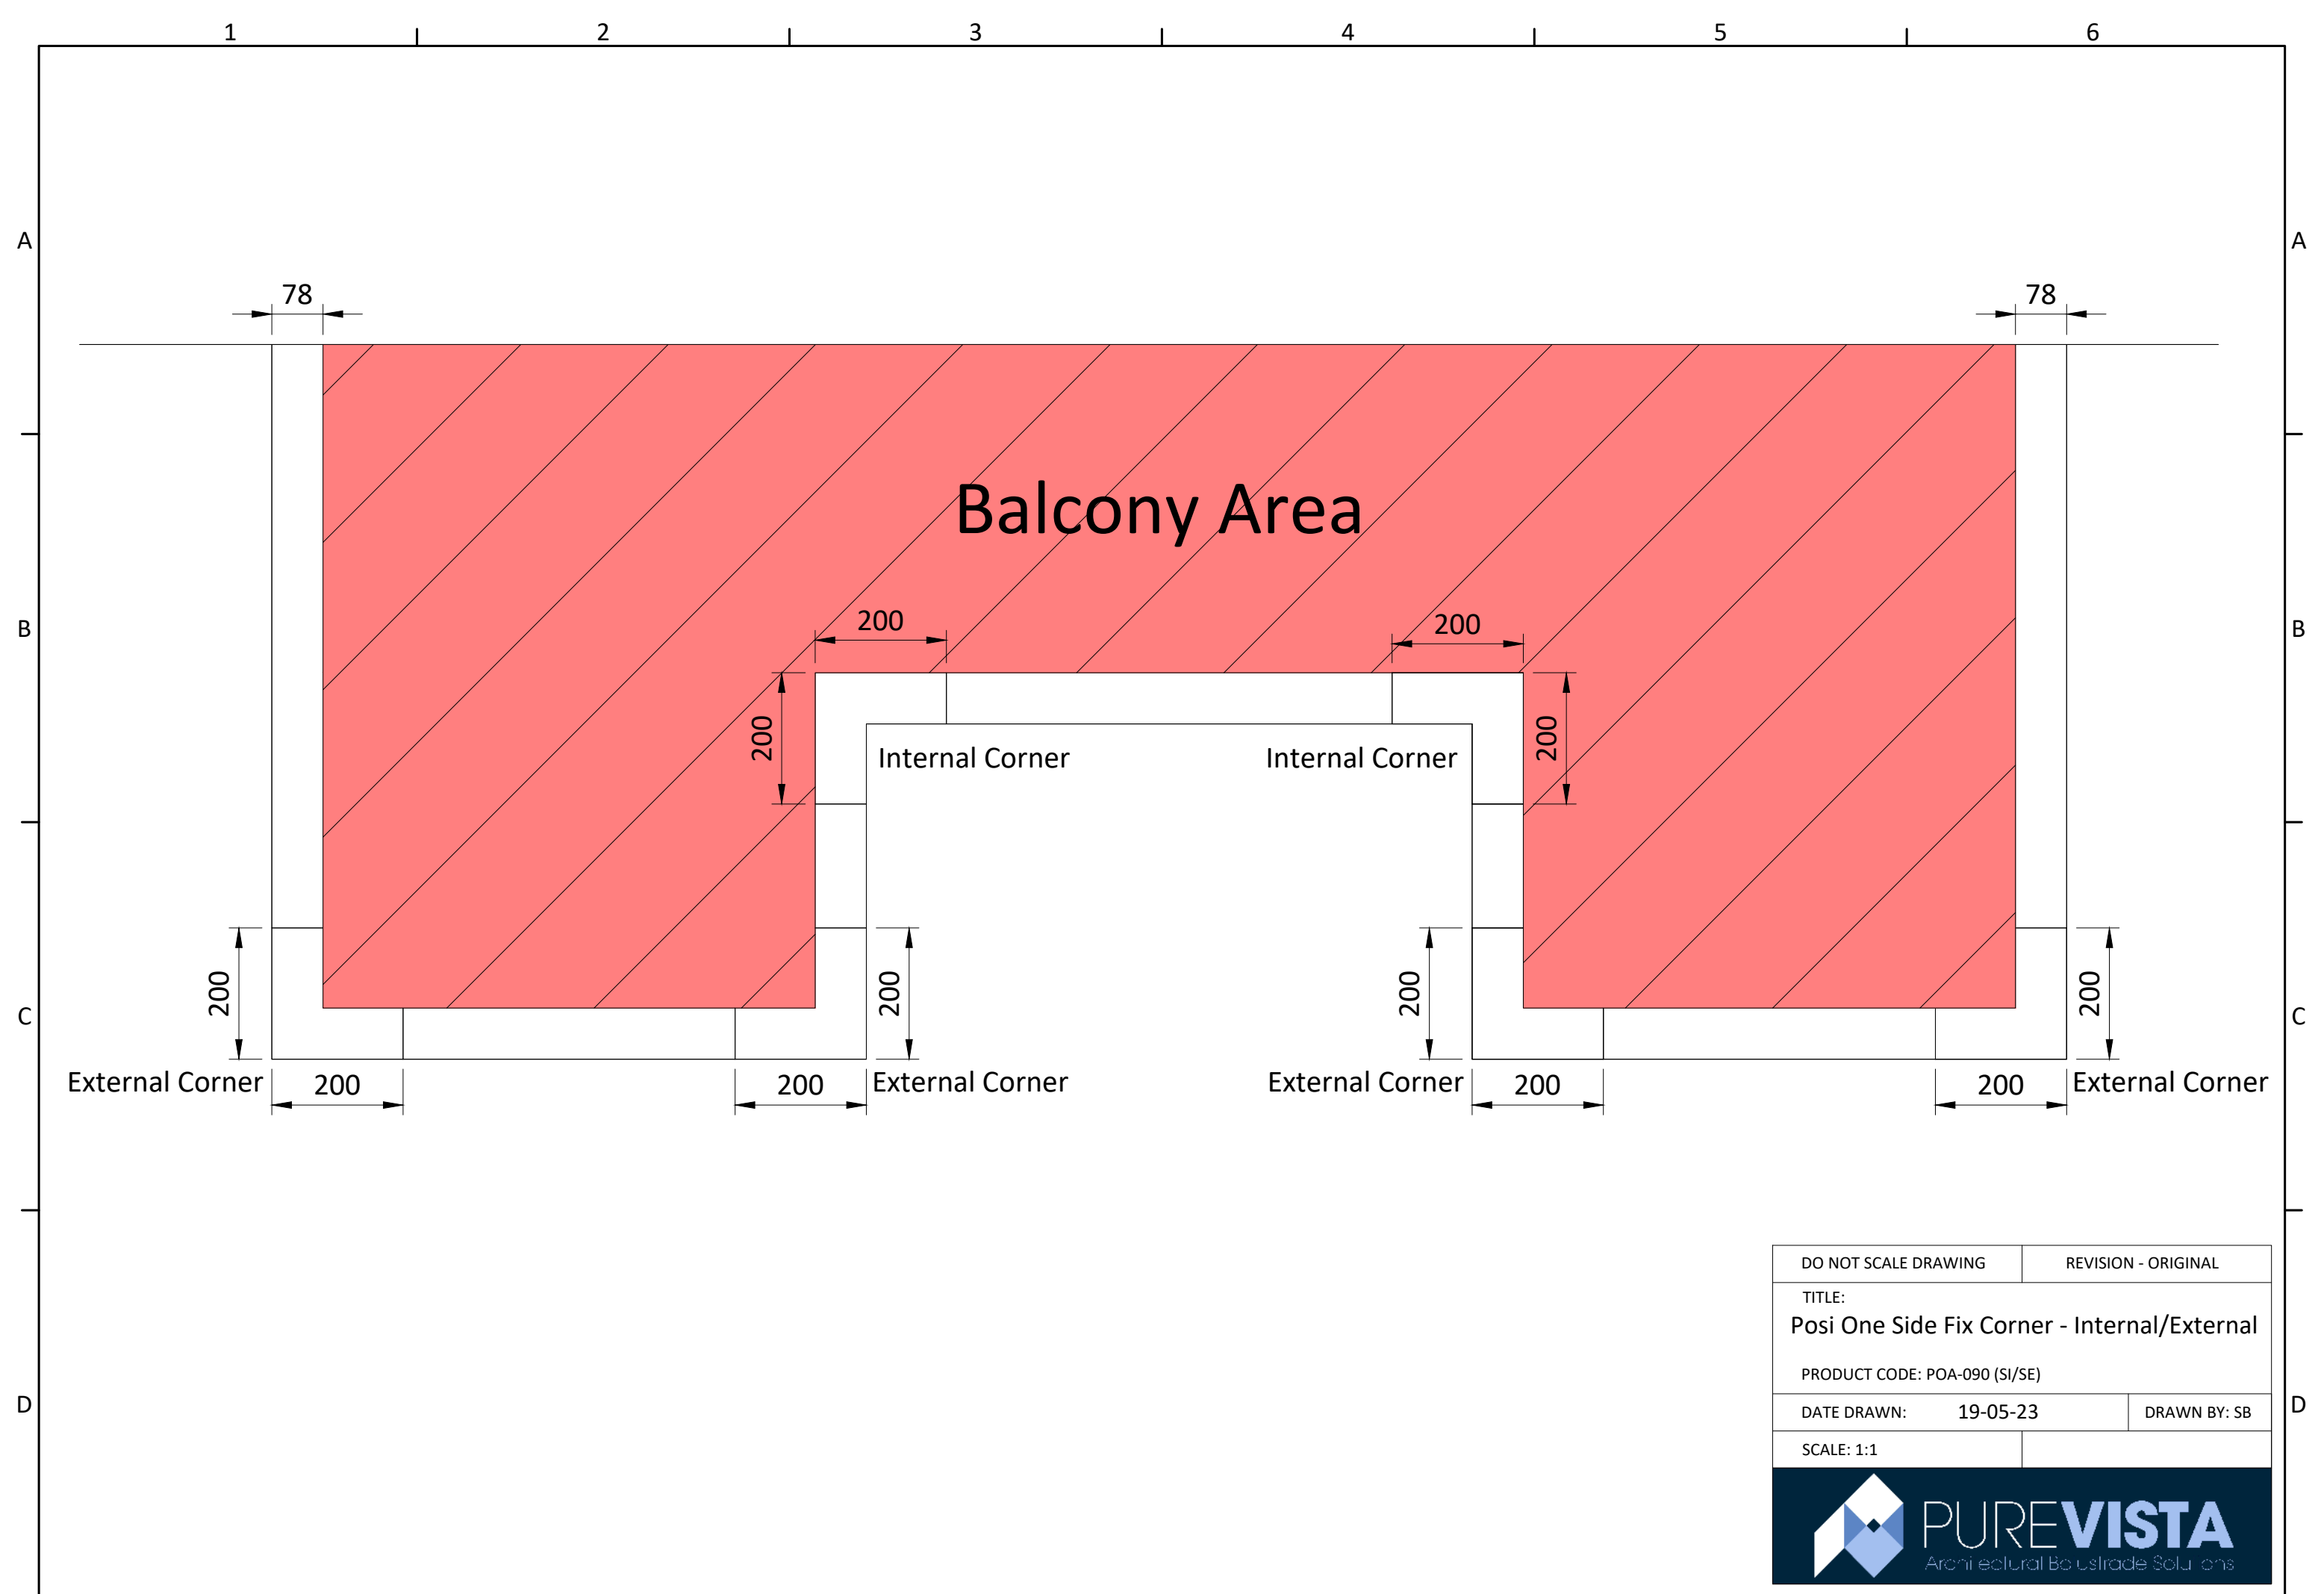 1 2 3 4 5 6
A A
78 78
Balcony Area
B B
200 200
200 200
Internal Corner Internal Corner
200 200 200 200
C C
External Corner 200 200 External Corner External Corner 200 200 External Corner
DO NOT SCALE DRAWING REVISION - ORIGINAL
TITLE:
Posi One Side Fix Corner - Internal/External
PRODUCT CODE: POA-090 (SI/SE)
D D
DATE DRAWN: 19-05-23 DRAWN BY: SB
SCALE: 1:1
PUREVISTA
Balustrade